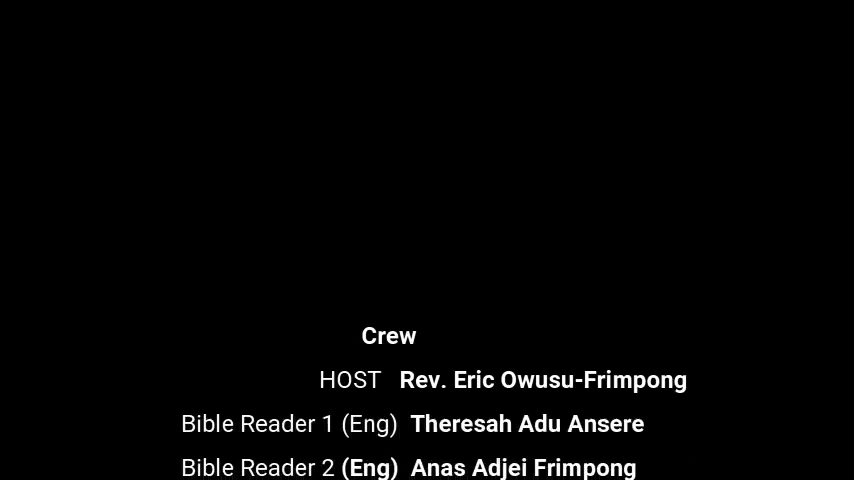 Crew
HOST Rev. Eric Owusu-Frimpong
Bible Reader 1 (Eng) Theresah Adu Ansere
Bible Reader 2 (Eng) Anas Adjei Frimpong